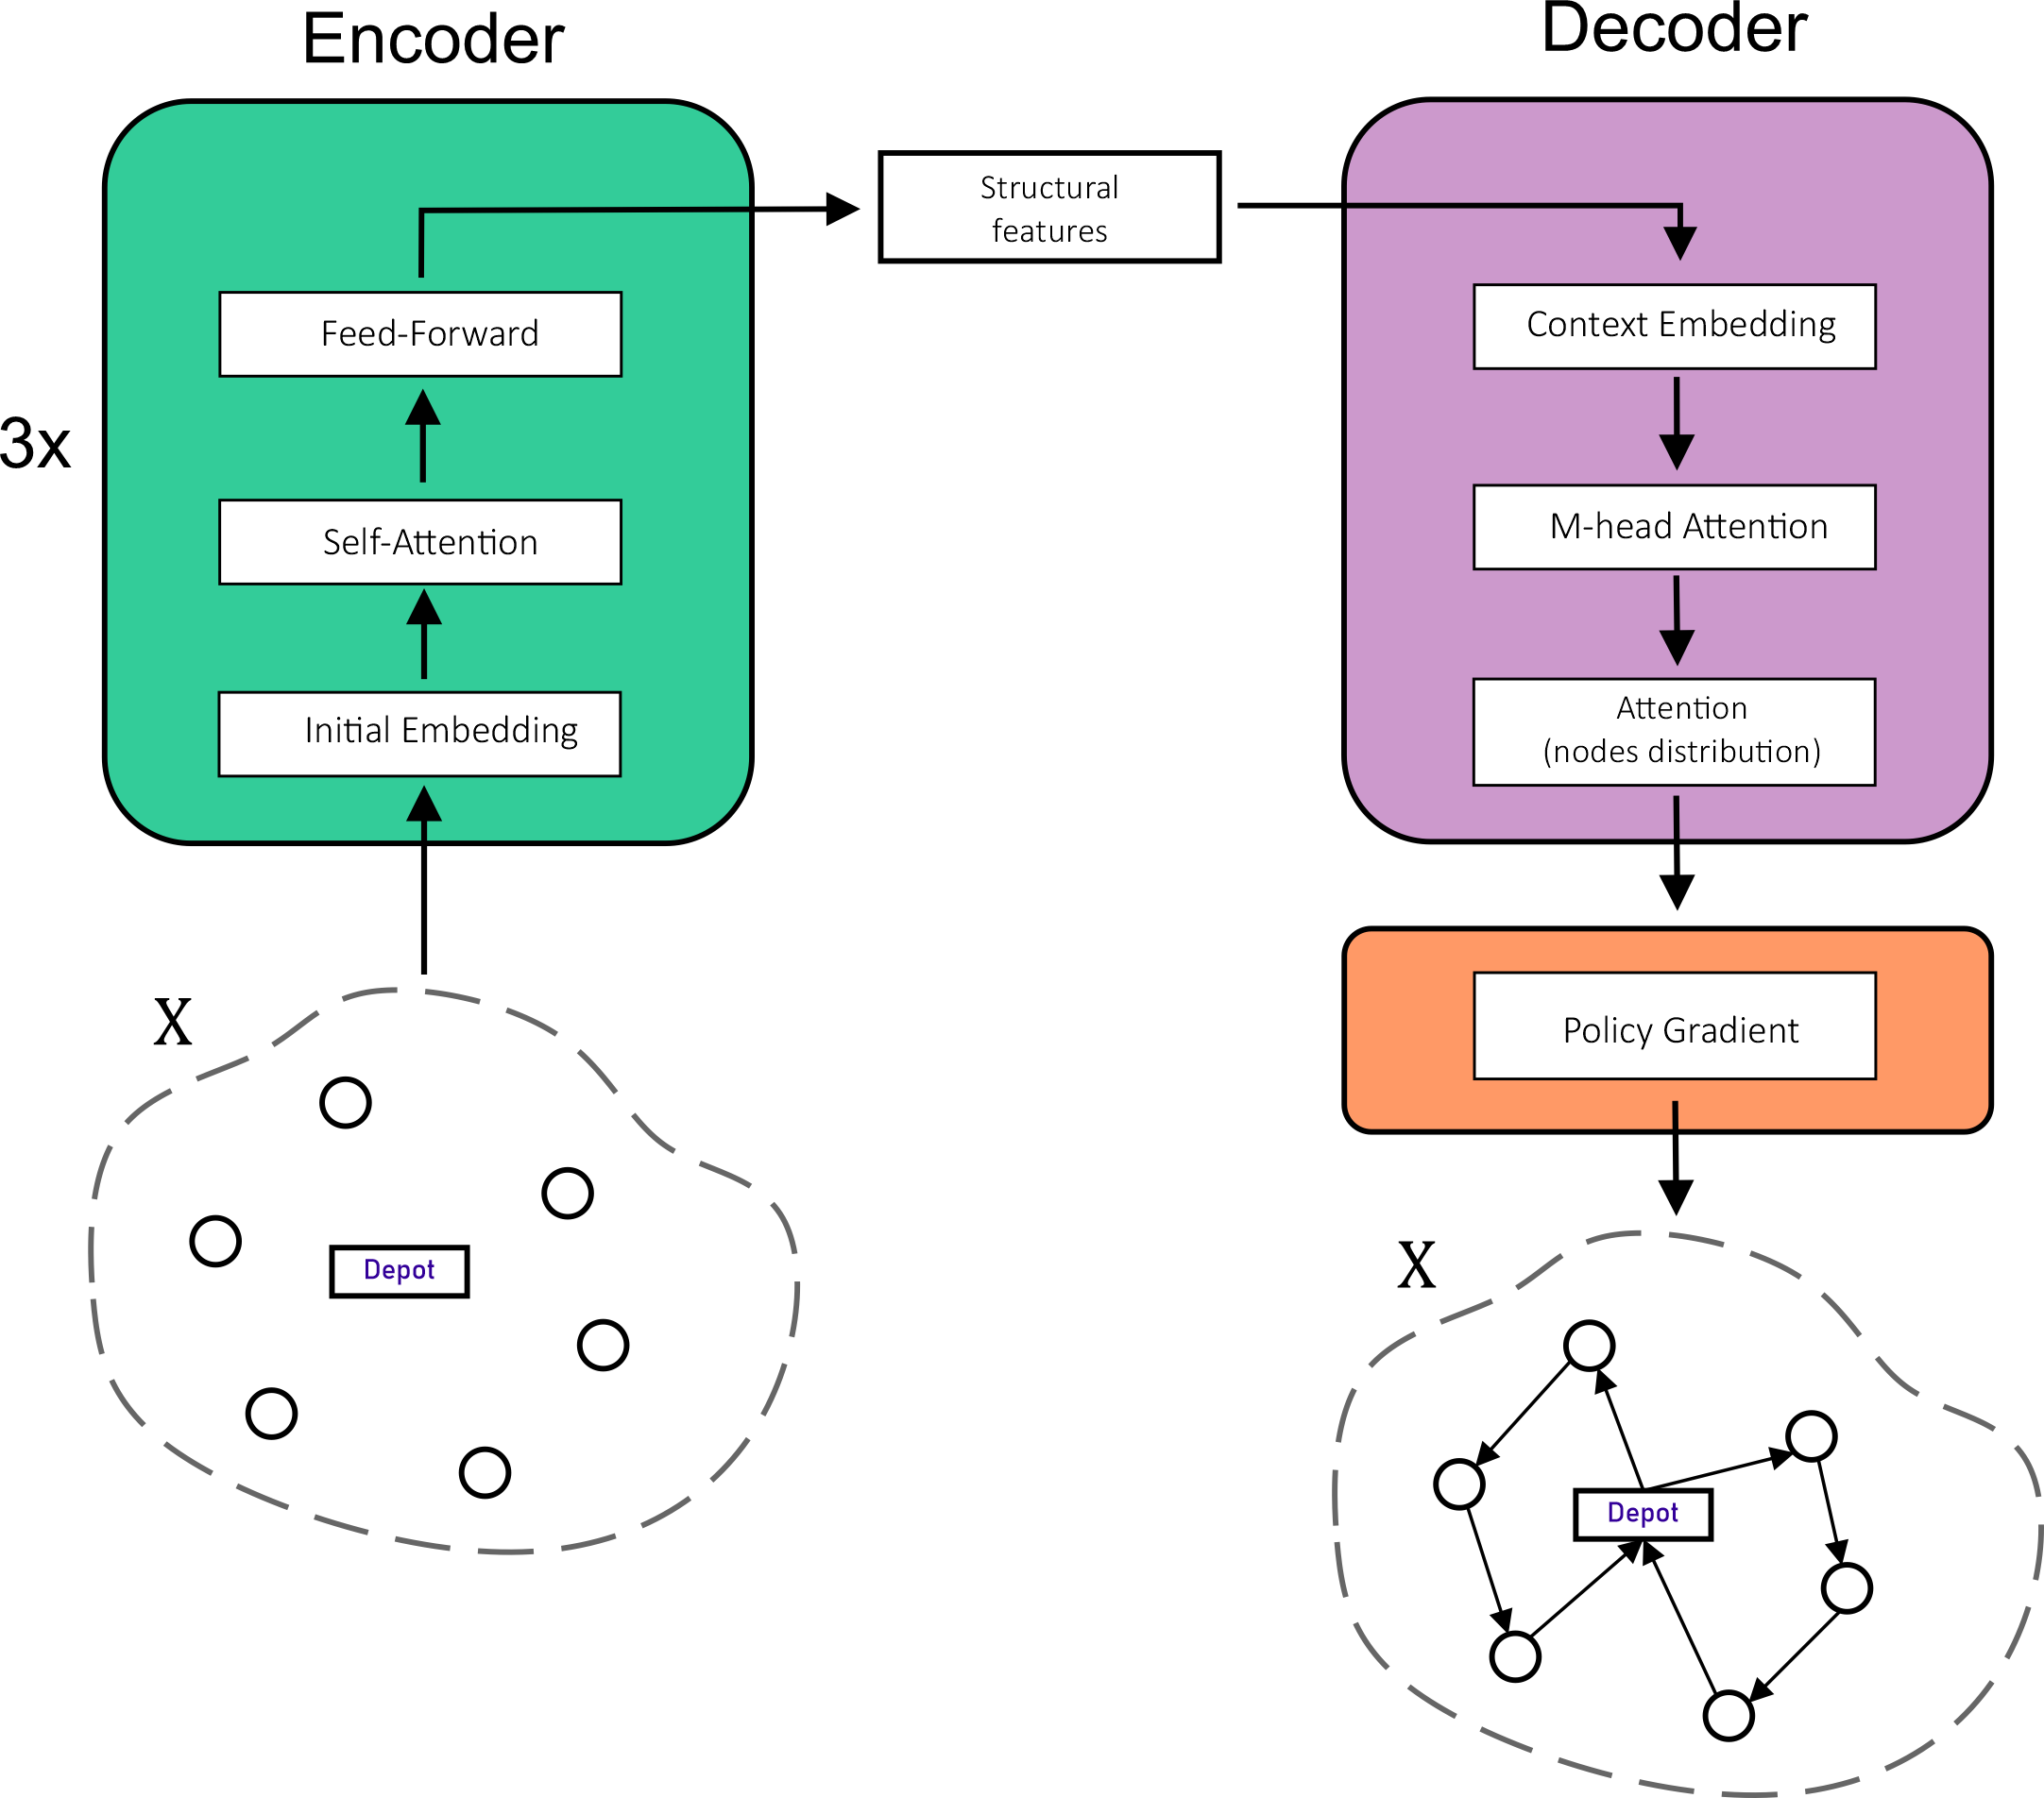 Encoder
Feed-Forward
3x
Self-Attention
Initial Embedding
X
Depot
Structural
features
Decoder
Context Embedding
M-head Attention
Attention
(nodes distribution)
Policy Gradient
X
Depot